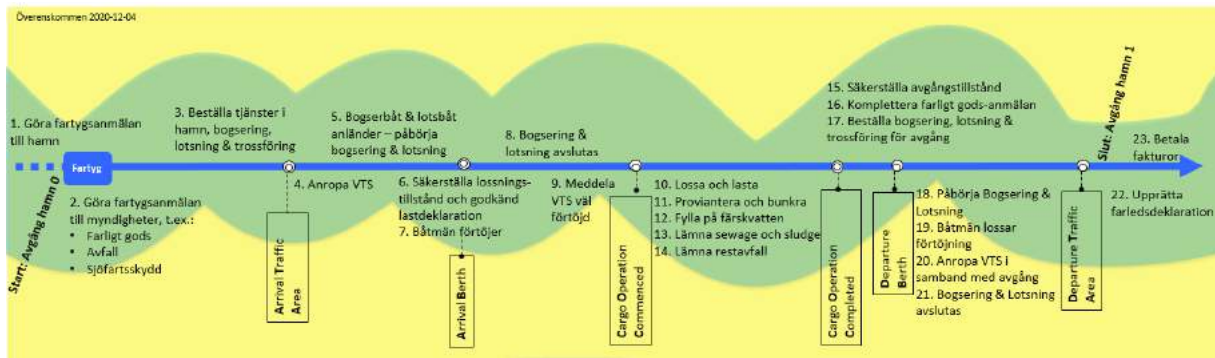 Överenskommen 2020-12-04
1. Göra fartygsanmälan
till hamn
Start: Avgång hamn 0
Fartyg
2. Göra fartygsanmälan
till myndigheter, t.ex.:
▪ Farligt gods
▪ Avfall
▪ Sjöfartsskydd
3. Beställa tjänster i
hamn, bogsering,
lotsning & trossföring
4. Anropa VTS
Arrival Traffic
Area
5. Bogserbåt & lotsbåt
anländer – påbörja
bogsering & lotsning
6. Säkerställa lossnings-
tillstånd och godkänd
lastdeklaration
7. Båtmän förtöjer
Arrival Berth
8. Bogsering &
lotsning avslutas
9. Meddela
VTS väl
förtöjd
Cargo Operation
Commenced
10. Lossa och lasta
11. Proviantera och bunkra
12. Fylla på färskvatten
13. Lämna sewage och sludge
14. Lämna restavfall
15. Säkerställa avgångstillstånd
16. Komplettera farligt gods-anmälan
17. Beställa bogsering, lotsning &
trossföring för avgång
Cargo Operation
Completed
Departure
Berth
18. Påbörja Bogsering &
Lotsning
19. Båtmän lossar
förtöjning
20. Anropa VTS i
samband med avgång
21. Bogsering & Lotsning
avslutas
Departure Traffic
Area
Slut: Avgång hamn 1
22. Upprätta
farledsdeklaration
23. Betala
fakturor